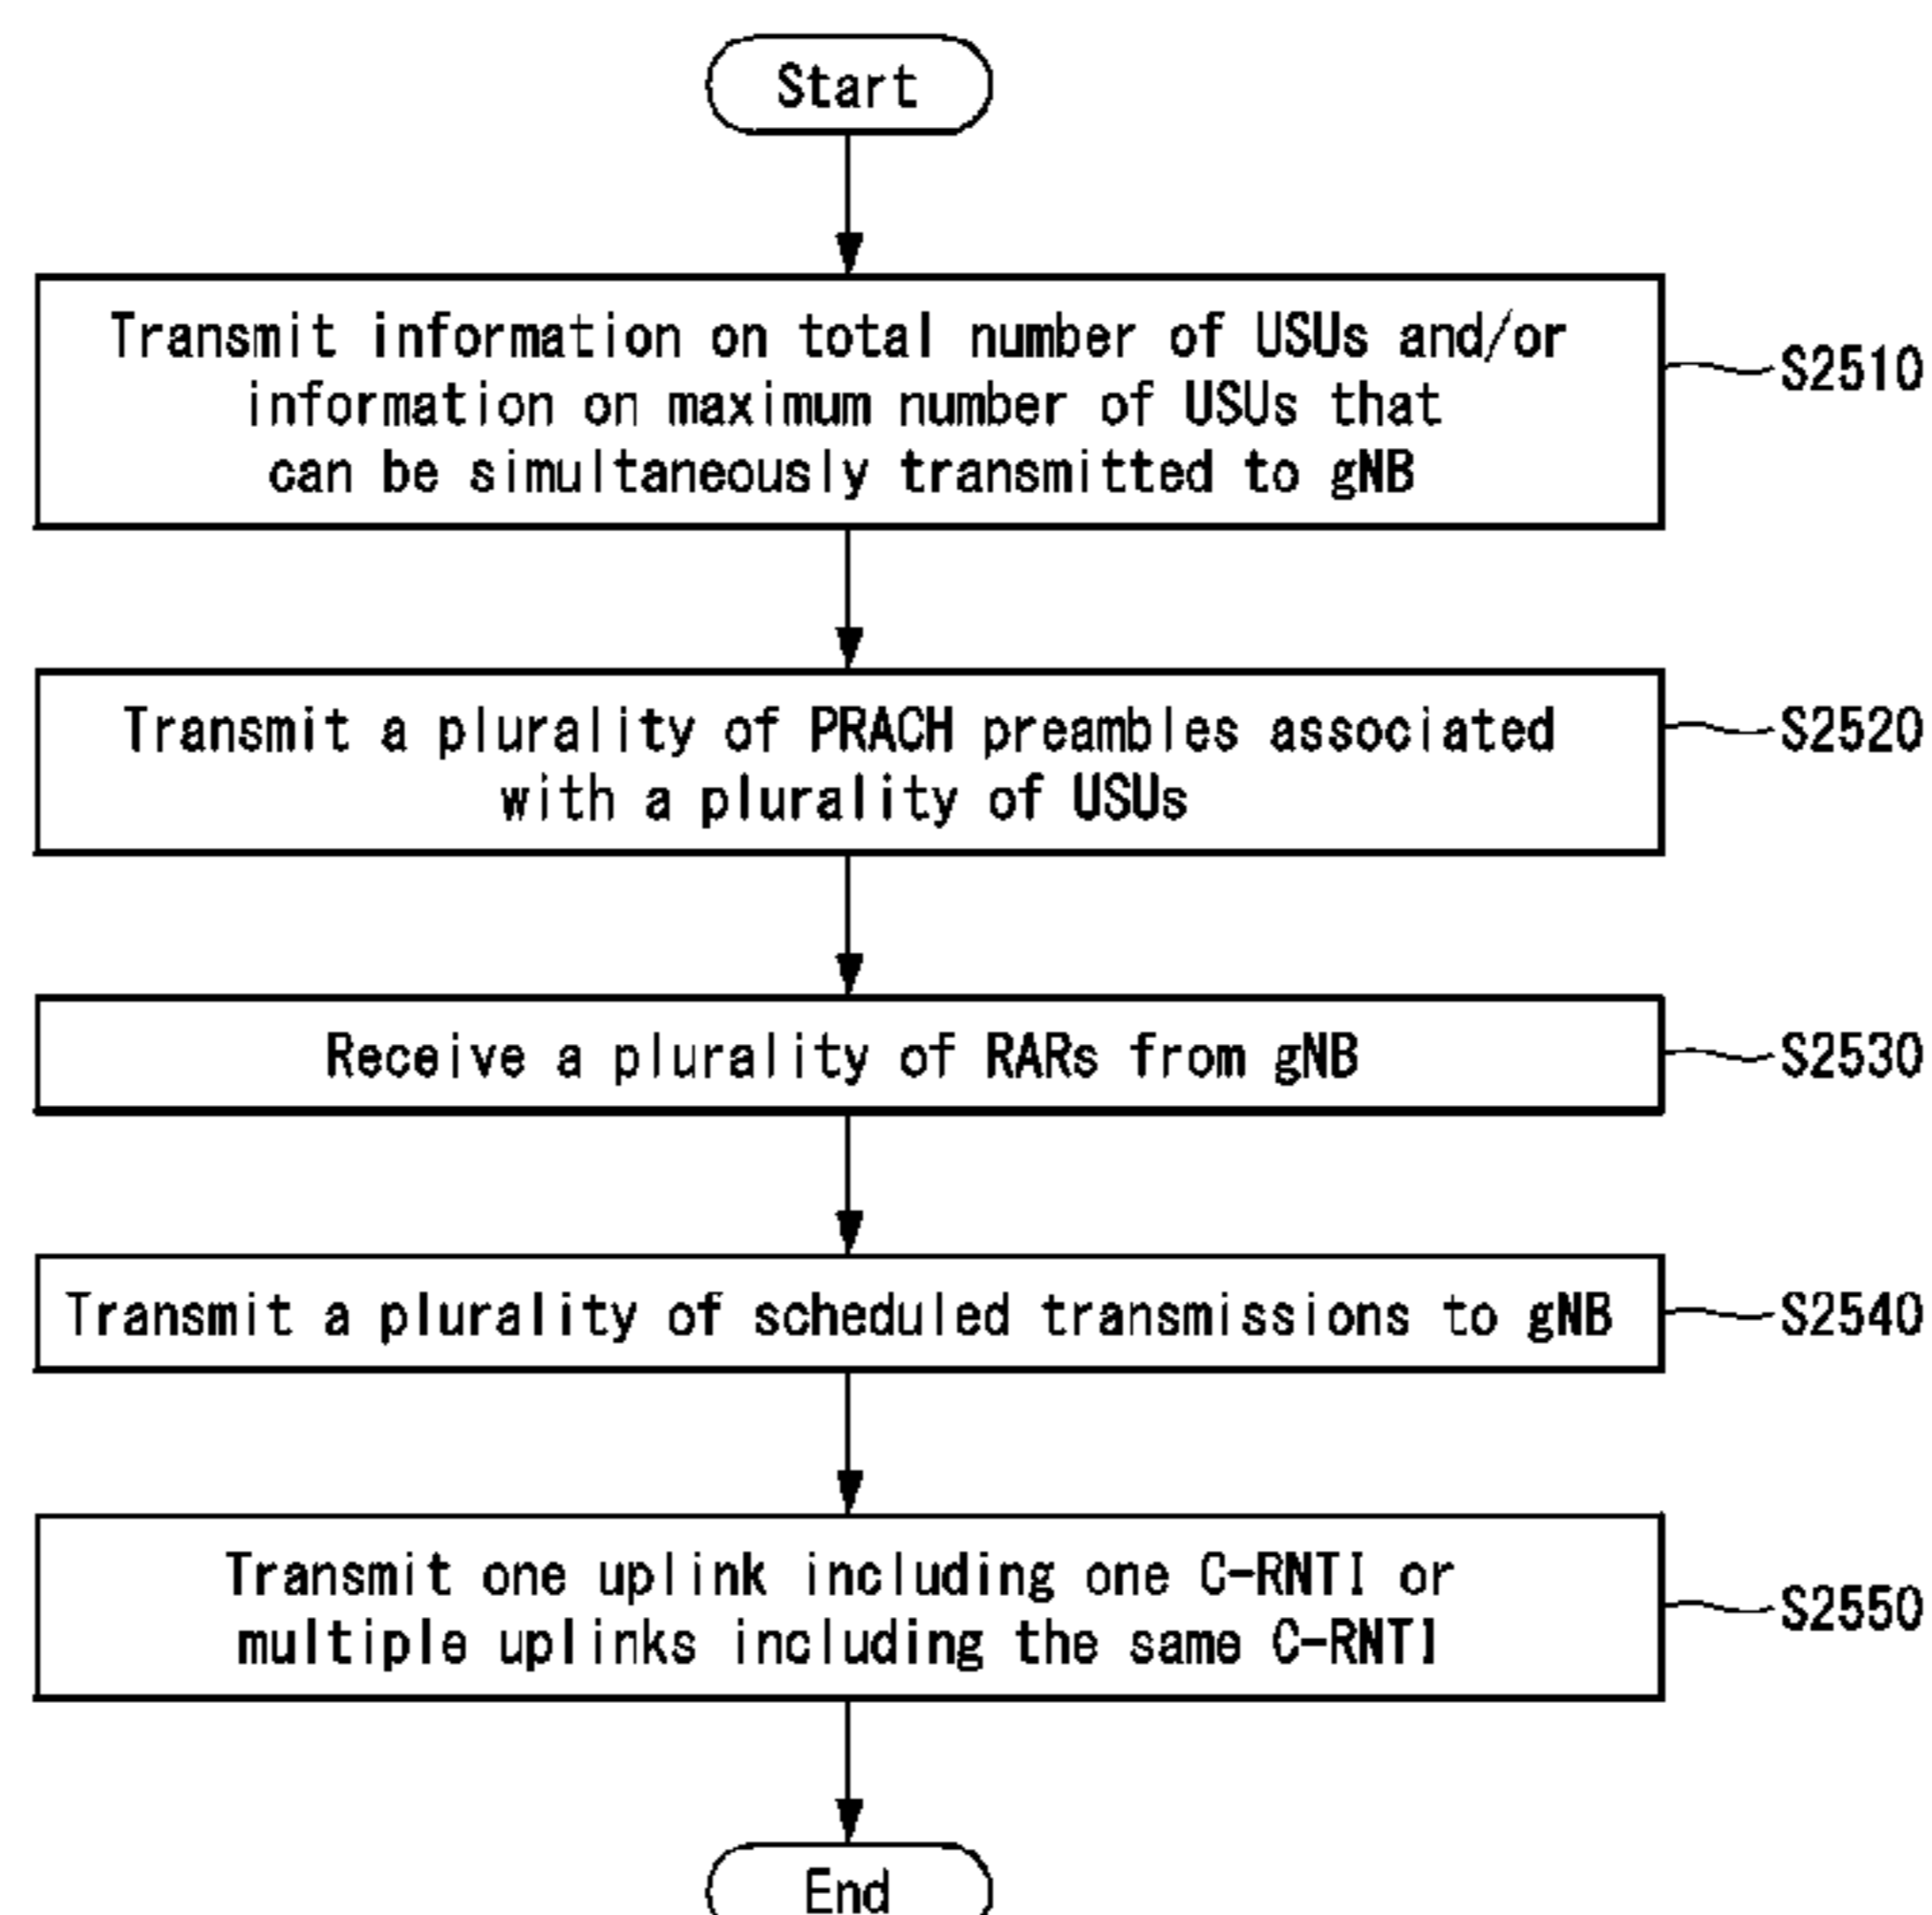 Start
Transmit information on total number of USUs and/or
information on maximum number of USUs that
can be simultaneously transmitted to gNB
S2510
Transmit a plurality of PRACH preambles associated
with a plurality of USUs
S2520
Receive a plurality of RARs from gNB
S2530
Transmit a plurality of scheduled transmissions to gNB
S2540
Transmit one uplink including one C-RNTI or
multiple uplinks including the same C-RNTI
S2550
End